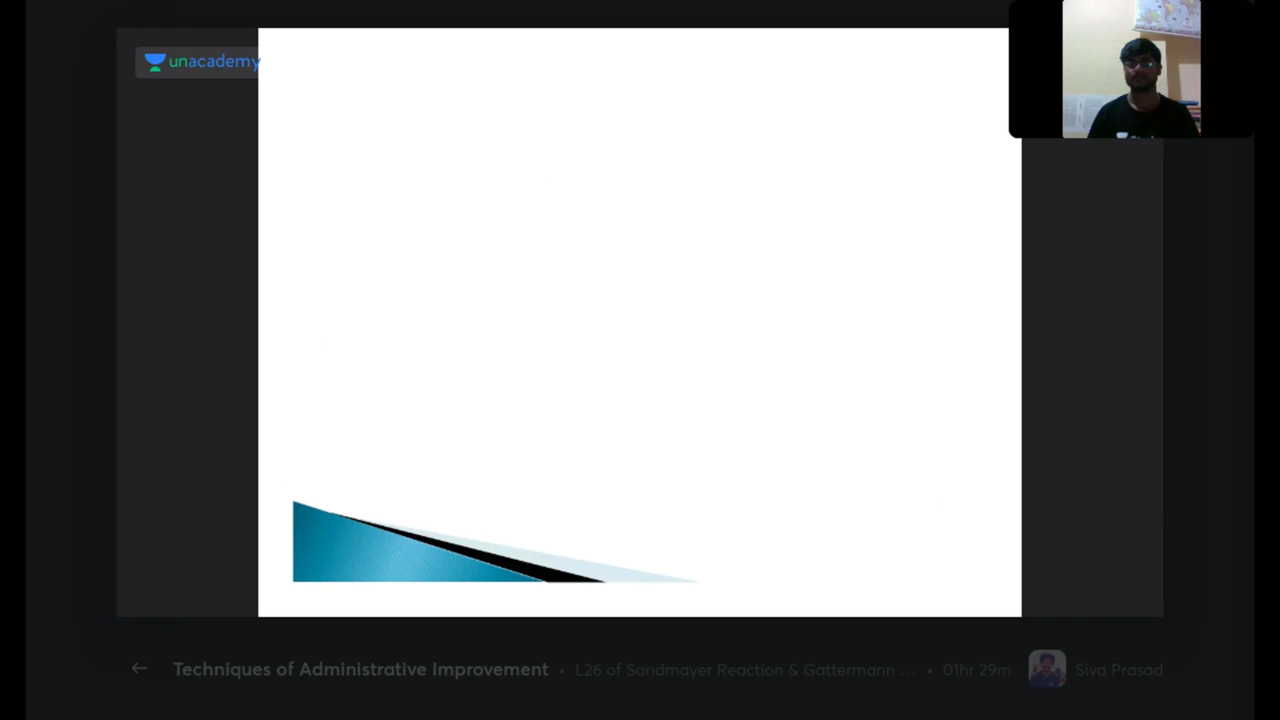 unacademy
Techniques of Administrative Improvement • L26 of Sandmayer Reaction & Gattermann ... • 01hr 29m Siva Prasad